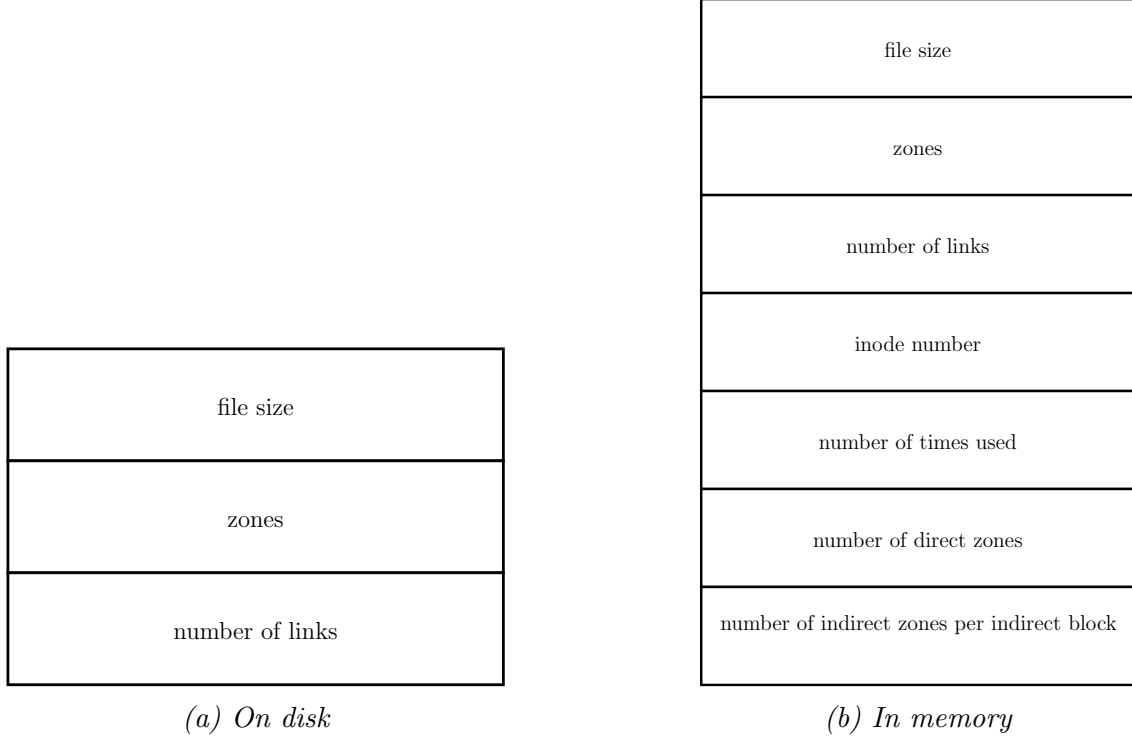 file size
zones
number of links
(a) On disk
file size
zones
number of links
inode number
number of times used
number of direct zones
number of indirect zones per indirect block
(b) In memory